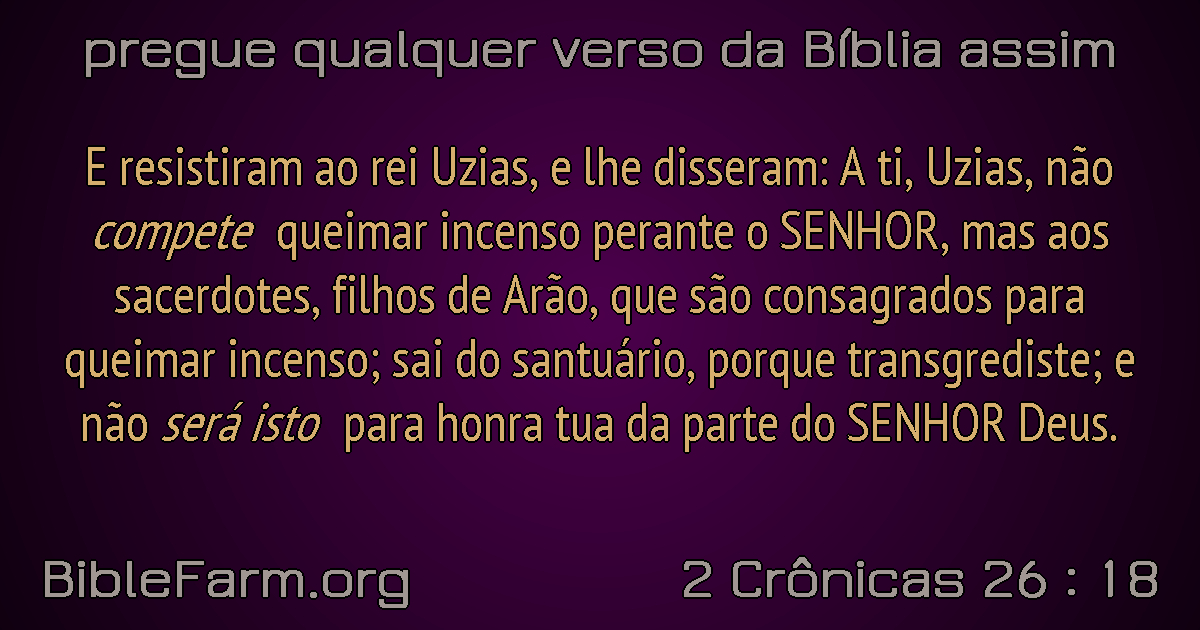 pregue qualquer verso da Bíblia assim
E resistiram ao rei Uzias, e lhe disseram: A ti, Uzias, não
compete queimar incenso perante o SENHOR, mas aos
sacerdotes, filhos de Arão, que são consagrados para
queimar incenso; sai do santuário, porque transgrediste; e
não será isto para honra tua da parte do SENHOR Deus.
BibleFarm.org
2 Crônicas 26 : 18